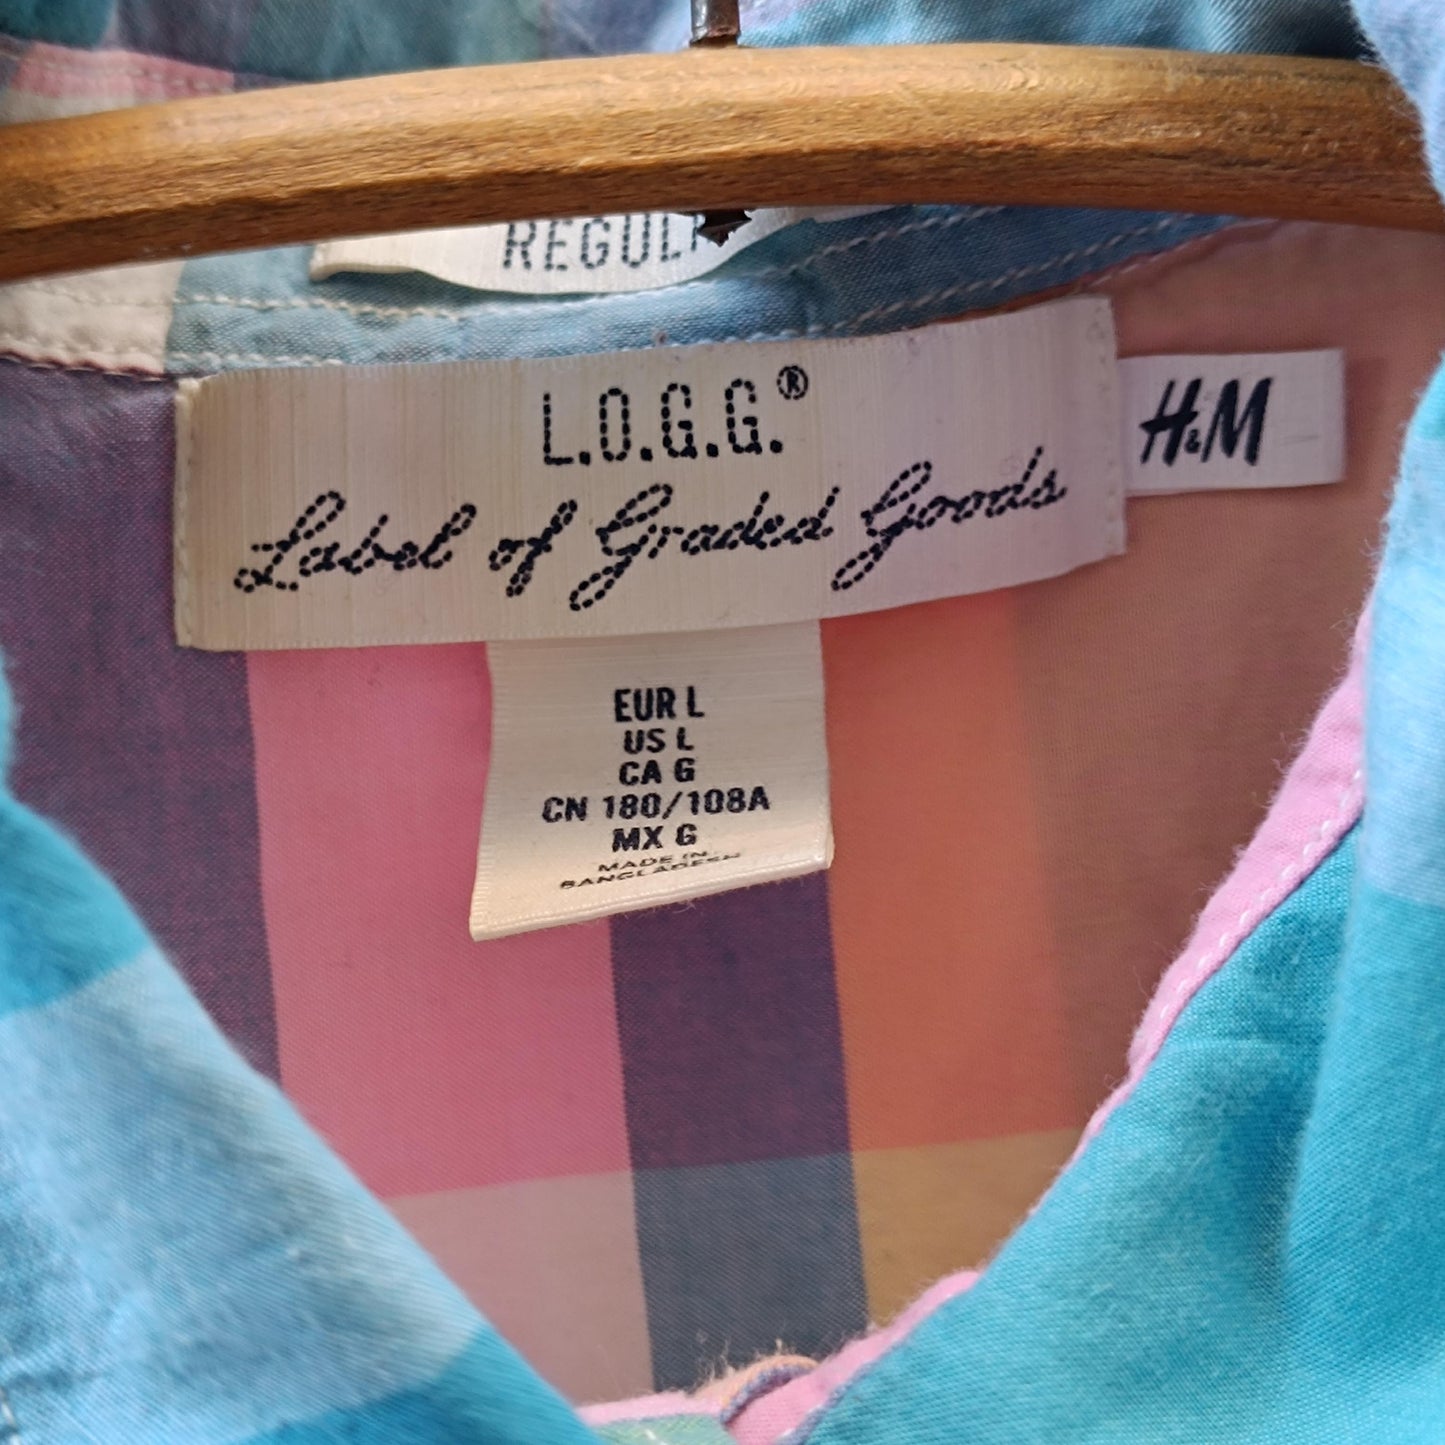 REGUL
L.O.G.G.®
Label of Graded Goods
H&M
EUR L
US L
CA G
CN 180/108A
MX G
MADE IN
BANGLADESH